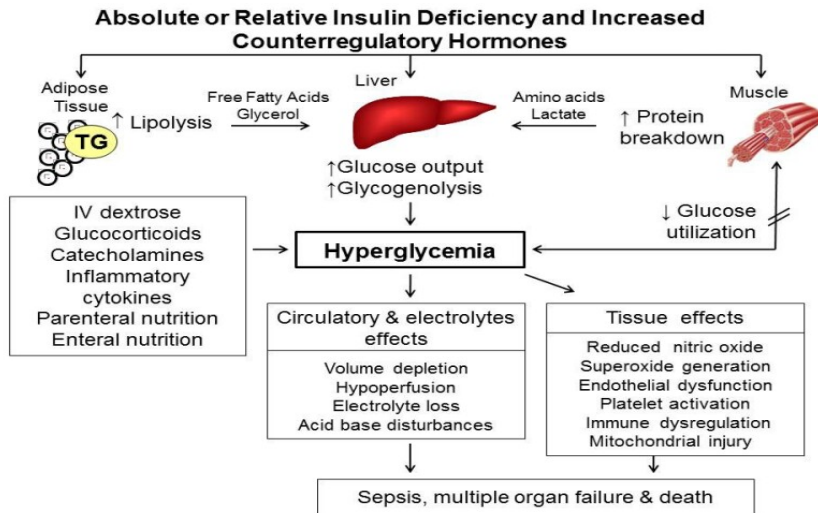 Absolute or Relative Insulin Deficiency and Increased
Counterregulatory Hormones
Adipose
Tissue
TG
↑ Lipolysis
Free Fatty Acids
Glycerol
Liver
Amino acids
Lactate
↑ Protein
breakdown
Muscle
↑Glucose output
↑Glycogenolysis
↓ Glucose
utilization
IV dextrose
Glucocorticoids
Catecholamines
Inflammatory
cytokines
Parenteral nutrition
Enteral nutrition
Hyperglycemia
Circulatory & electrolytes
effects
Volume depletion
Hypoperfusion
Electrolyte loss
Acid base disturbances
Tissue effects
Reduced nitric oxide
Superoxide generation
Endothelial dysfunction
Platelet activation
Immune dysregulation
Mitochondrial injury
Sepsis, multiple organ failure & death